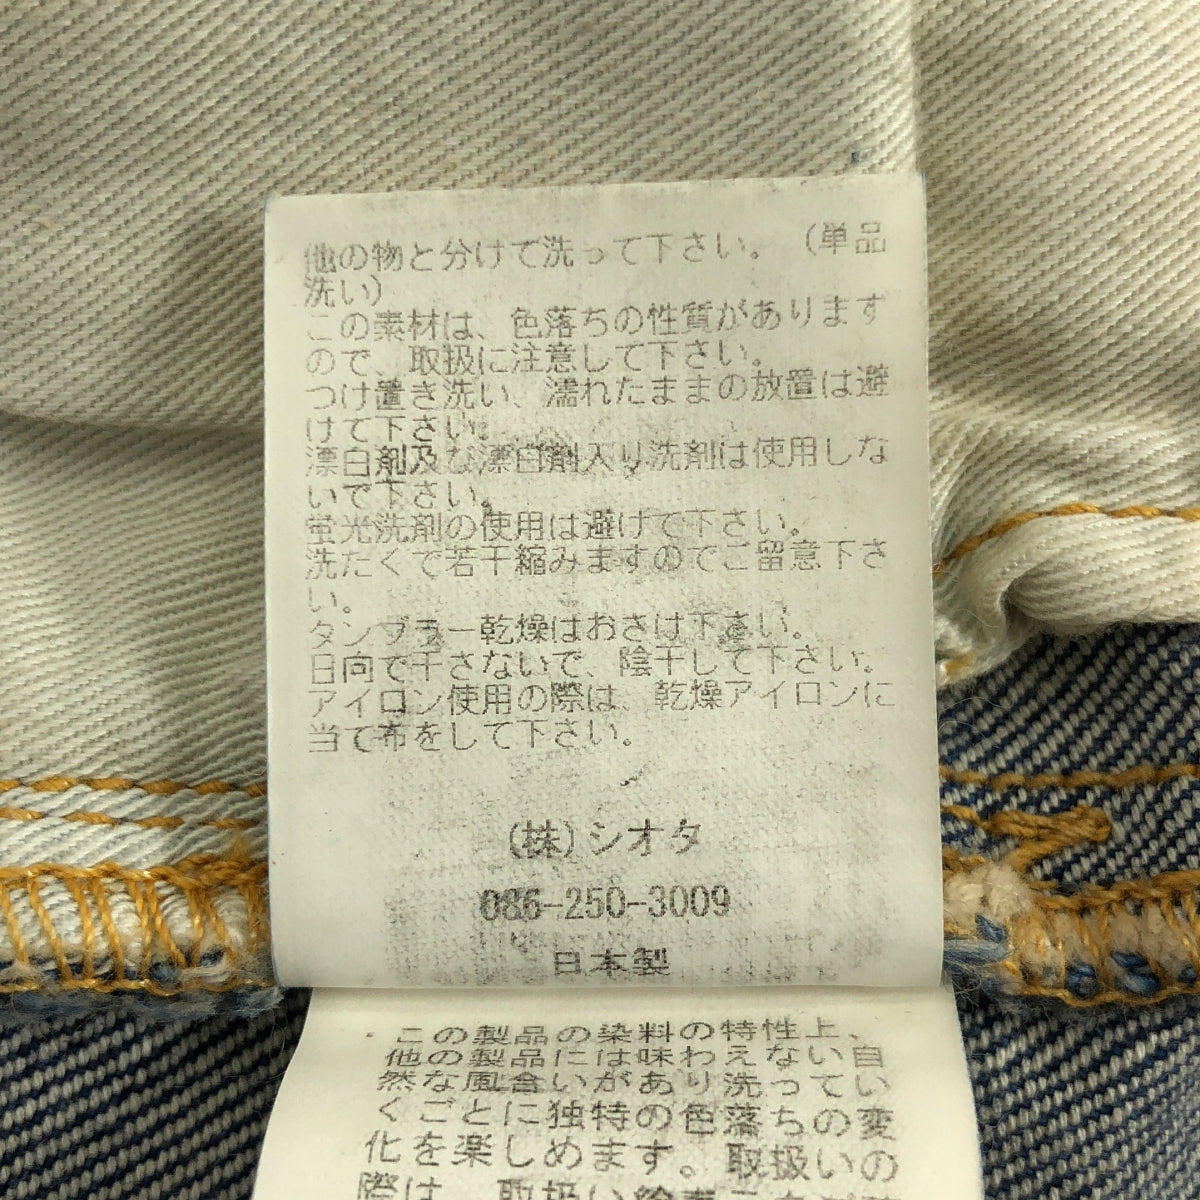 他の物と分けて洗って下さい。（単品
洗い）
この素材は、色落ちの性質があります
ので、取扱に注意して下さい。
つけ置き洗い、濡れたままの放置は避
けて下さい。
漂白剤及び漂白剤入り洗剤は使用しな
いで下さい。
蛍光洗剤の使用は避けて下さい。
洗たくで若干縮みますのでご留意下さ
い。
タンブラー乾燥はおさけ下さい。
日向で干さないで、陰干して下さい。
アイロン使用の際は、乾燥アイロンに
当て布をして下さい。
（株）シオタ
086-250-3009
日本製
・この製品の染料の特性上、
他の製品には味わえない自
然な風合いがあり洗ってい
くごとに独特の色落ちの変
化を楽しめます。取扱いの
際は、取扱い絵表示